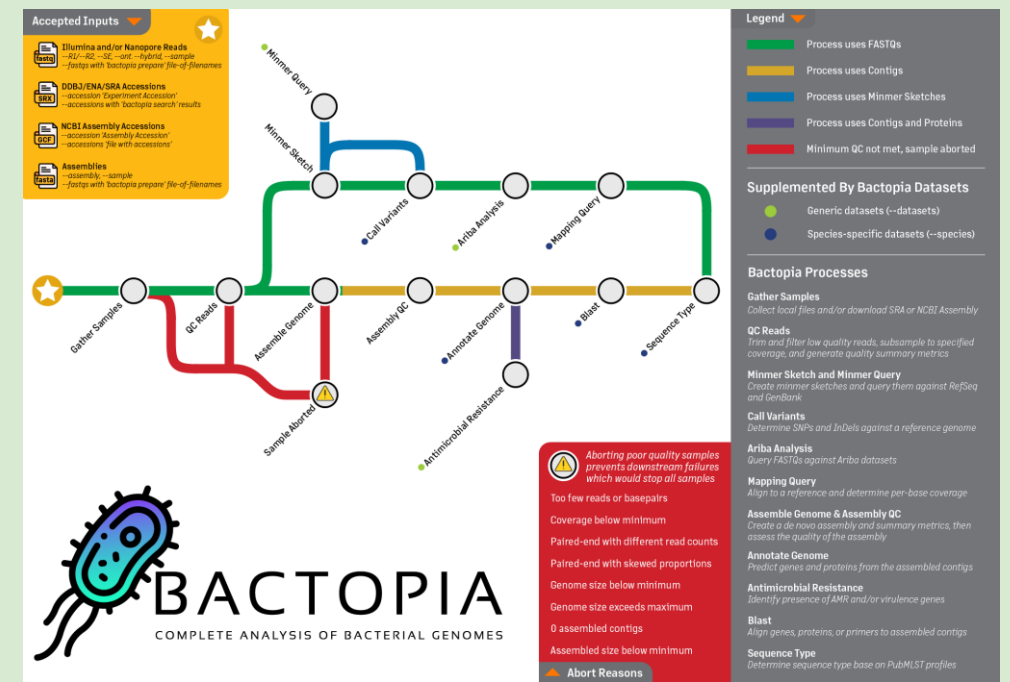 Accepted Inputs
Illumina and/or Nanopore Reads
--R1/--R2, --SE, --ont. --hybrid, --sample
--fastqs with 'bactopia prepare' file-of-filenames
fastq
DDBJ/ENA/SRA Accessions
--accession 'Experiment Accession'
--accessions with 'bactopia search' results
SRX
NCBI Assembly Accessions
--accession 'Assembly Accession'
--accessions 'file with accessions'
GCF
Assemblies
--assembly, --sample
--fastqs with 'bactopia prepare' file-of-filenames
fasta
Minmer Query
Minmer Sketch
Call Variants
Ariba Analysis
Mapping Query
Gather Samples
QC Reads
Assemble Genome
Assembly QC
Annotate Genome
Blast
Sequence Type
Sample Aborted
Antimicrobial Resistance
BACTOPIA
COMPLETE ANALYSIS OF BACTERIAL GENOMES
Aborting poor quality samples
prevents downstream failures
which would stop all samples
Too few reads or basepairs
Coverage below minimum
Paired-end with different read counts
Paired-end with skewed proportions
Genome size below minimum
Genome size exceeds maximum
0 assembled contigs
Assembled size below minimum
Abort Reasons
Legend
Process uses FASTQs
Process uses Contigs
Process uses Minmer Sketches
Process uses Contigs and Proteins
Minimum QC not met, sample aborted
Supplemented By Bactopia Datasets
Generic datasets (--datasets)
Species-specific datasets (--species)
Bactopia Processes
Gather Samples
Collect local files and/or download SRA or NCBI Assembly
QC Reads
Trim and filter low quality reads, subsample to specified
coverage, and generate quality summary metrics
Minmer Sketch and Minmer Query
Create minmer sketches and query them against RefSeq
and GenBank
Call Variants
Determine SNPs and InDels against a reference genome
Ariba Analysis
Query FASTQs against Ariba datasets
Mapping Query
Align to a reference and determine per-base coverage
Assemble Genome & Assembly QC
Create a de novo assembly and summary metrics, then
assess the quality of the assembly
Annotate Genome
Predict genes and proteins from the assembled contigs
Antimicrobial Resistance
Identify presence of AMR and/or virulence genes
Blast
Align genes, proteins, or primers to assembled contigs
Sequence Type
Determine sequence type base on PubMLST profiles